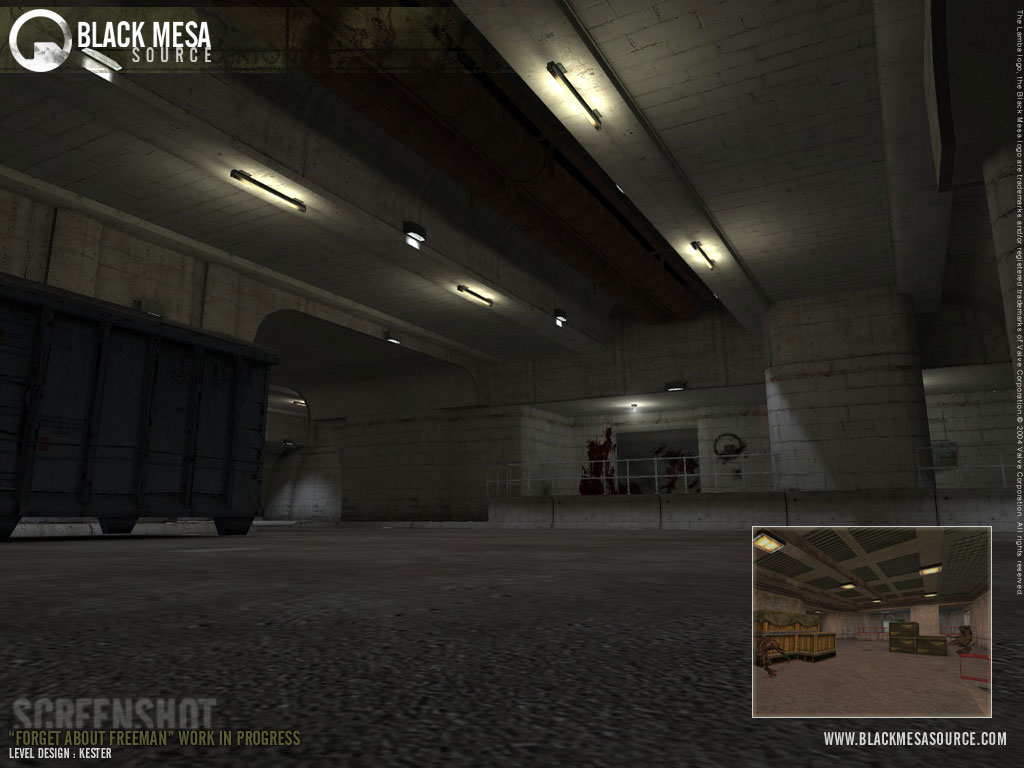 BLACK MESA
SOURCE
The Lamba logo, the Black Mesa logo are trademarks and/or registered trademarks of Valve Corporation. © 2004 Valve Corporation. All rights reserved.
SCREENSHOT
"FORGET ABOUT FREEMAN" WORK IN PROGRESS
LEVEL DESIGN : KESTER
WWW.BLACKMESASOURCE.COM